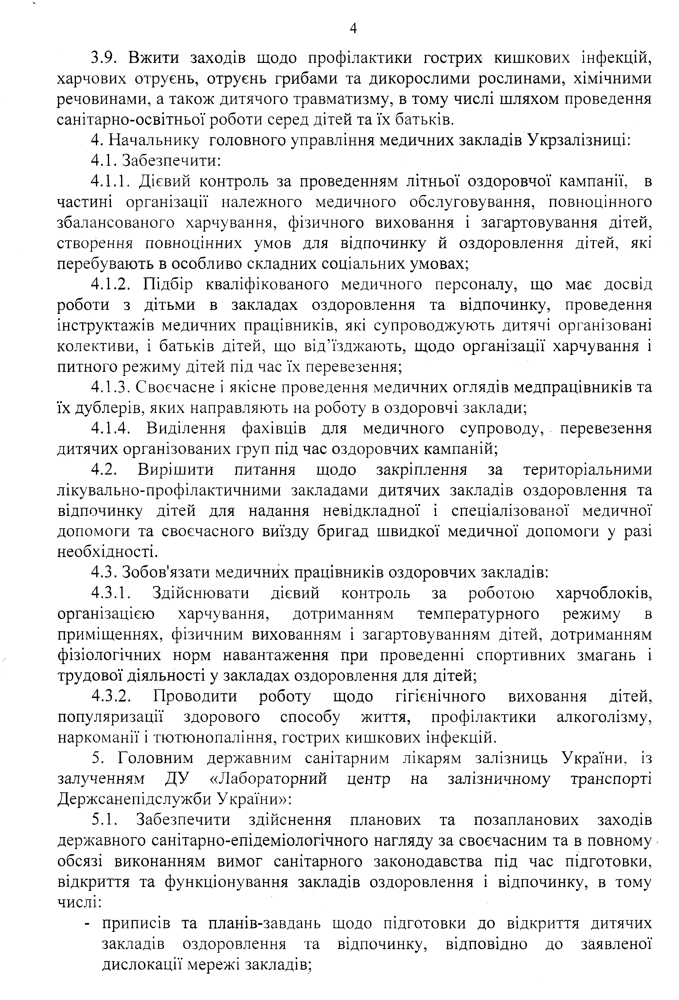 4
3.9. Вжити заходів щодо профілактики гострих кишкових інфекцій,
харчових отруєнь, отруєнь грибами та дикорослими рослинами, хімічними
речовинами, а також дитячого травматизму, в тому числі шляхом проведення
санітарно-освітньої роботи серед дітей та їх батьків.
4. Начальнику головного управління медичних закладів Укрзалізниці:
4.1. Забезпечити:
4.1.1. Дієвий контроль за проведенням літньої оздоровчої кампанії, в
частині організації належного медичного обслуговування, повноцінного
збалансованого харчування, фізичного виховання і загартовування дітей,
створення повноцінних умов для відпочинку й оздоровлення дітей, які
перебувають в особливо складних соціальних умовах;
4.1.2. Підбір кваліфікованого медичного персоналу, що має досвід
роботи з дітьми в закладах оздоровлення та відпочинку, проведення
інструктажів медичних працівників, які супроводжують дитячі організовані
колективи, і батьків дітей, що від’їзджають, щодо організації харчування і
питного режиму дітей під час їх перевезення;
4.1.3. Своєчасне і якісне проведення медичних оглядів медпрацівників та
їх дублерів, яких направляють на роботу в оздоровчі заклади;
4.1.4. Виділення фахівців для медичного супроводу, перевезення
дитячих організованих груп під час оздоровчих кампаній;
4.2. Вирішити питання щодо закріплення за територіальними
лікувально-профілактичними закладами дитячих закладів оздоровлення та
відпочинку дітей для надання невідкладної і спеціалізованої медичної
допомоги та своєчасного виїзду бригад швидкої медичної допомоги у разі
необхідності.
4.3. Зобов'язати медичних працівників оздоровчих закладів:
4.3.1. Здійснювати дієвий контроль за роботою харчоблоків,
організацією харчування, дотриманням температурного режиму в
приміщеннях, фізичним вихованням і загартовуванням дітей, дотриманням
фізіологічних норм навантаження при проведенні спортивних змагань і
трудової діяльності у закладах оздоровлення для дітей;
4.3.2. Проводити роботу щодо гігієнічного виховання дітей,
популяризації здорового способу життя, профілактики алкоголізму,
наркоманії і тютюнопаління, гострих кишкових інфекцій.
5. Головним державним санітарним лікарям залізниць України, із
залученням ДУ «Лабораторний центр на залізничному транспорті
Держсанепідслужби України»:
5.1. Забезпечити здійснення планових та позапланових заходів
державного санітарно-епідеміологічного нагляду за своєчасним та в повному
обсязі виконанням вимог санітарного законодавства під час підготовки,
відкриття та функціонування закладів оздоровлення і відпочинку, в тому
числі:
- приписів та планів-завдань щодо підготовки до відкриття дитячих
закладів оздоровлення та відпочинку, відповідно до заявленої
дислокації мережі закладів;